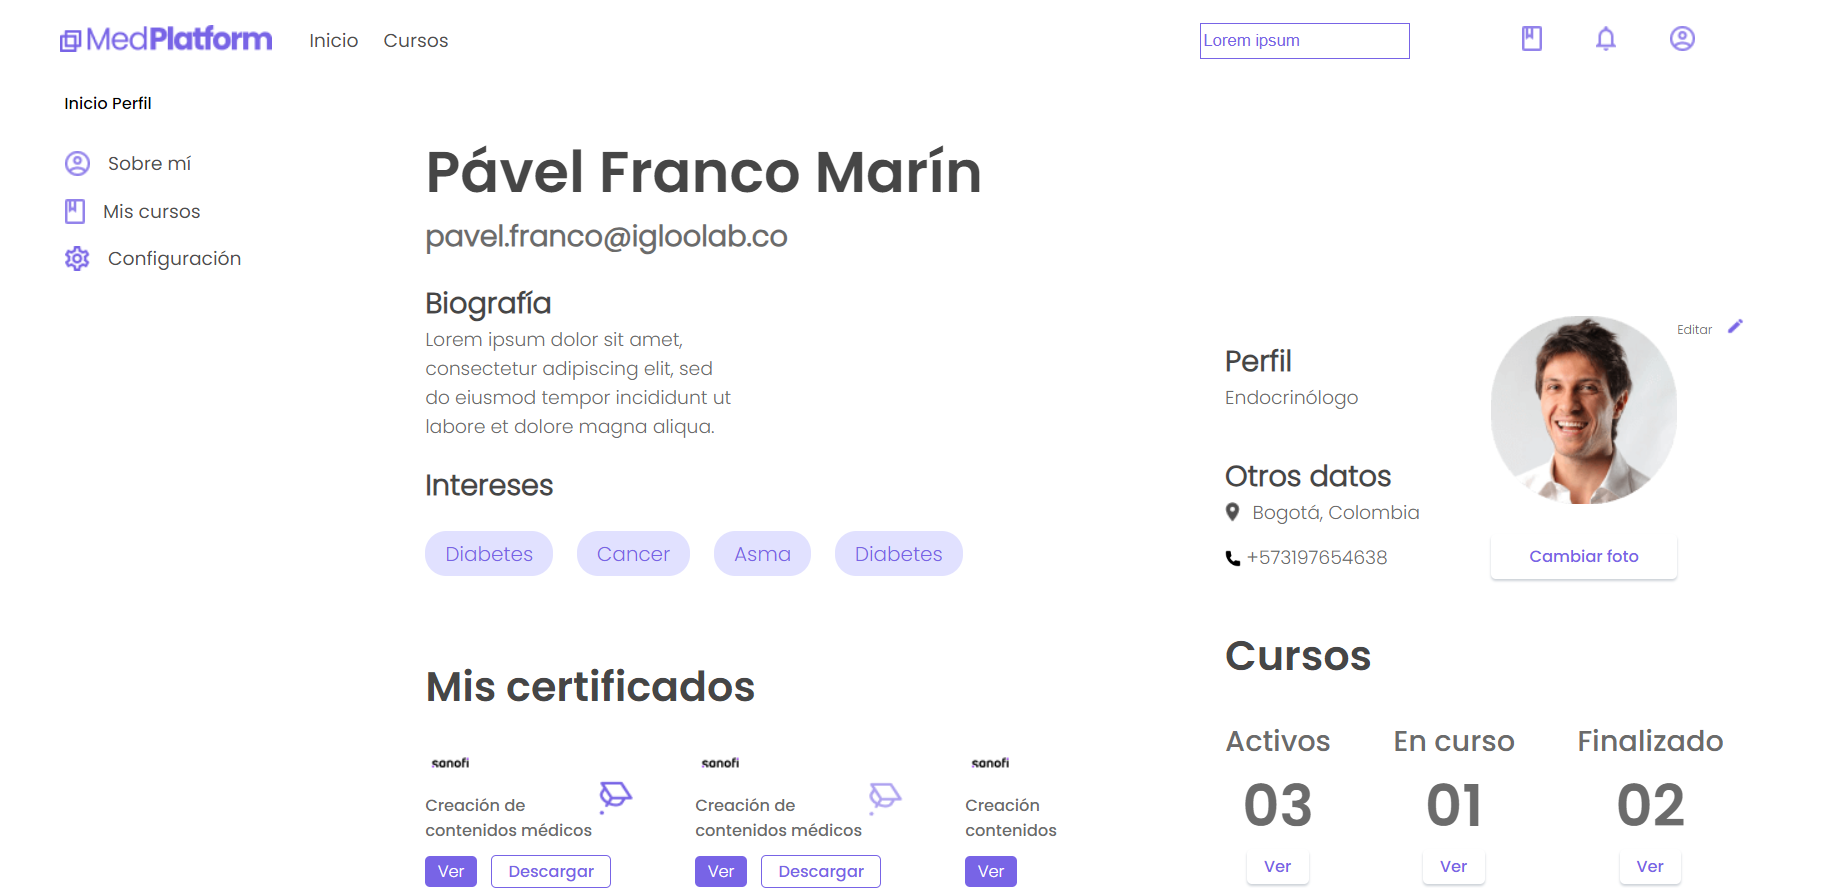 MedPlatform
Inicio
Cursos
Lorem ipsum
Inicio Perfil
Sobre mí
Mis cursos
Configuración
Pável Franco Marín
pavel.franco@igloolab.co
Biografía
Lorem ipsum dolor sit amet,
consectetur adipiscing elit, sed
do eiusmod tempor incididunt ut
labore et dolore magna aliqua.
Intereses
Diabetes
Cancer
Asma
Diabetes
Perfil
Endocrinólogo
Otros datos
Bogotá, Colombia
+573197654638
Editar
Cambiar foto
Mis certificados
sanofi
Creación de
contenidos médicos
Ver
Descargar
sanofi
Creación de
contenidos médicos
Ver
Descargar
sanofi
Creación
contenidos
Ver
Cursos
Activos
03
Ver
En curso
01
Ver
Finalizado
02
Ver